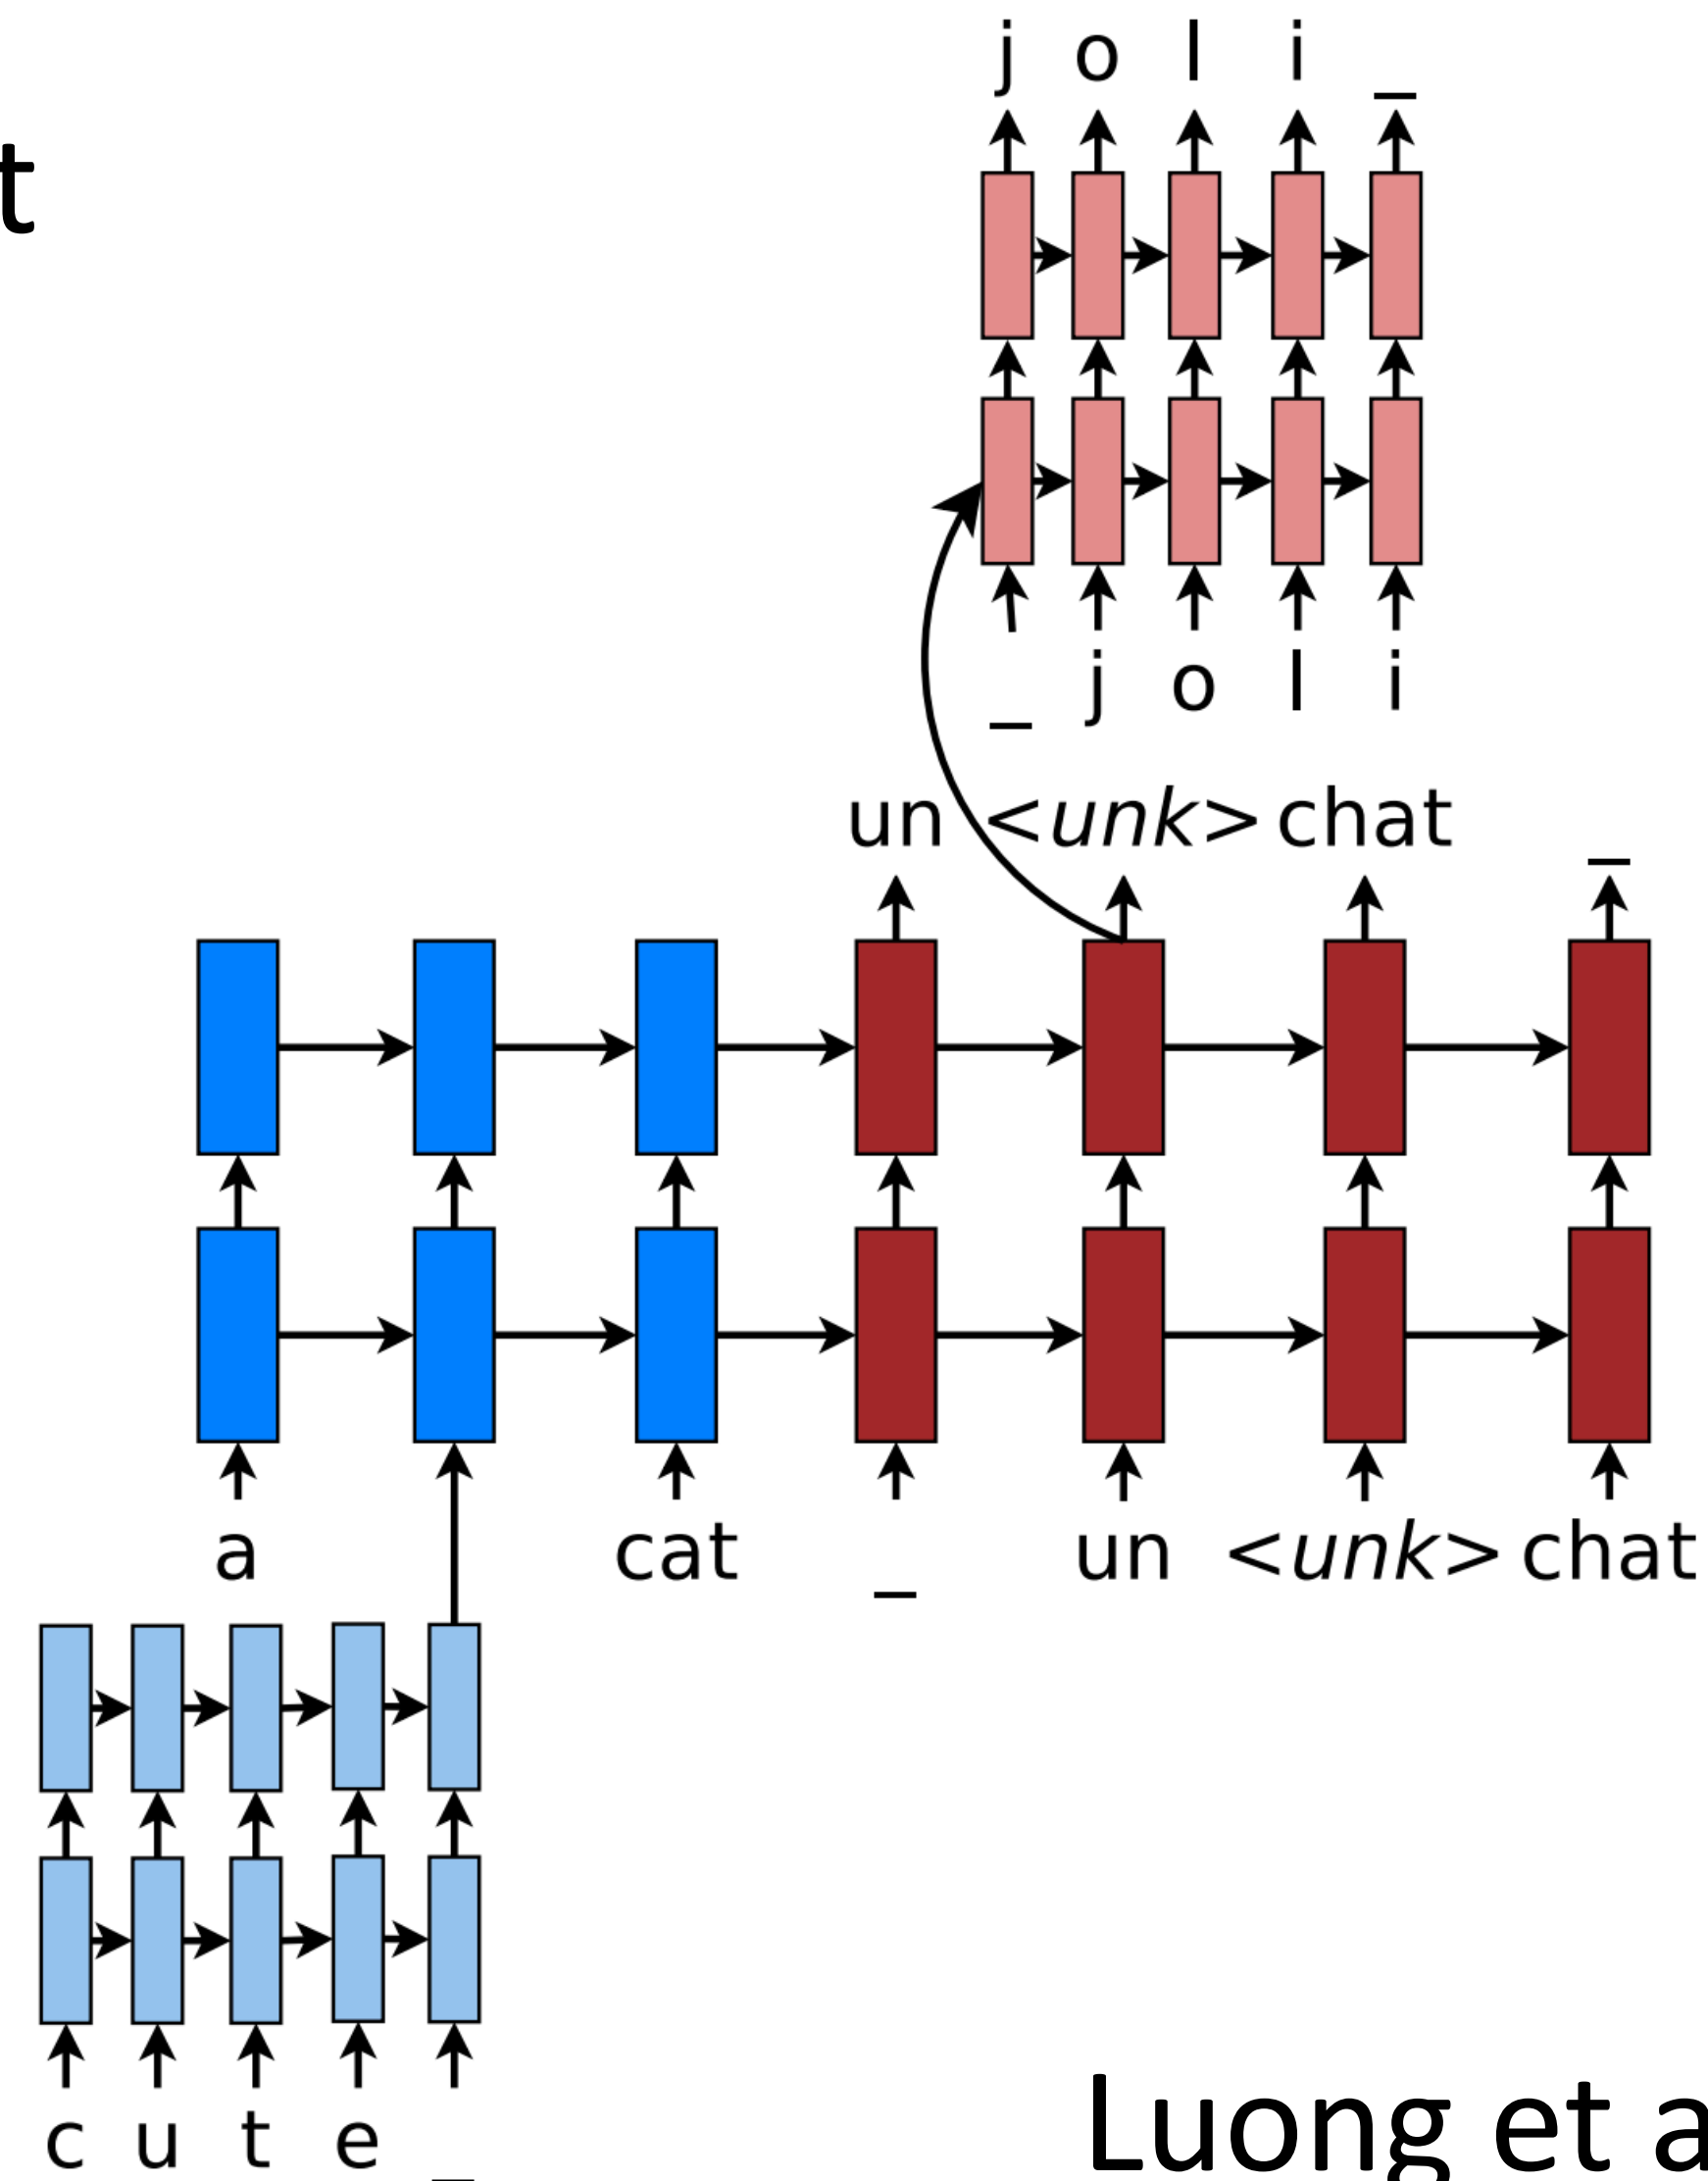 j o l i _
t
_ j o l i
un <unk> chat _
a cat _ un <unk> chat
c u t e _
Luong et a